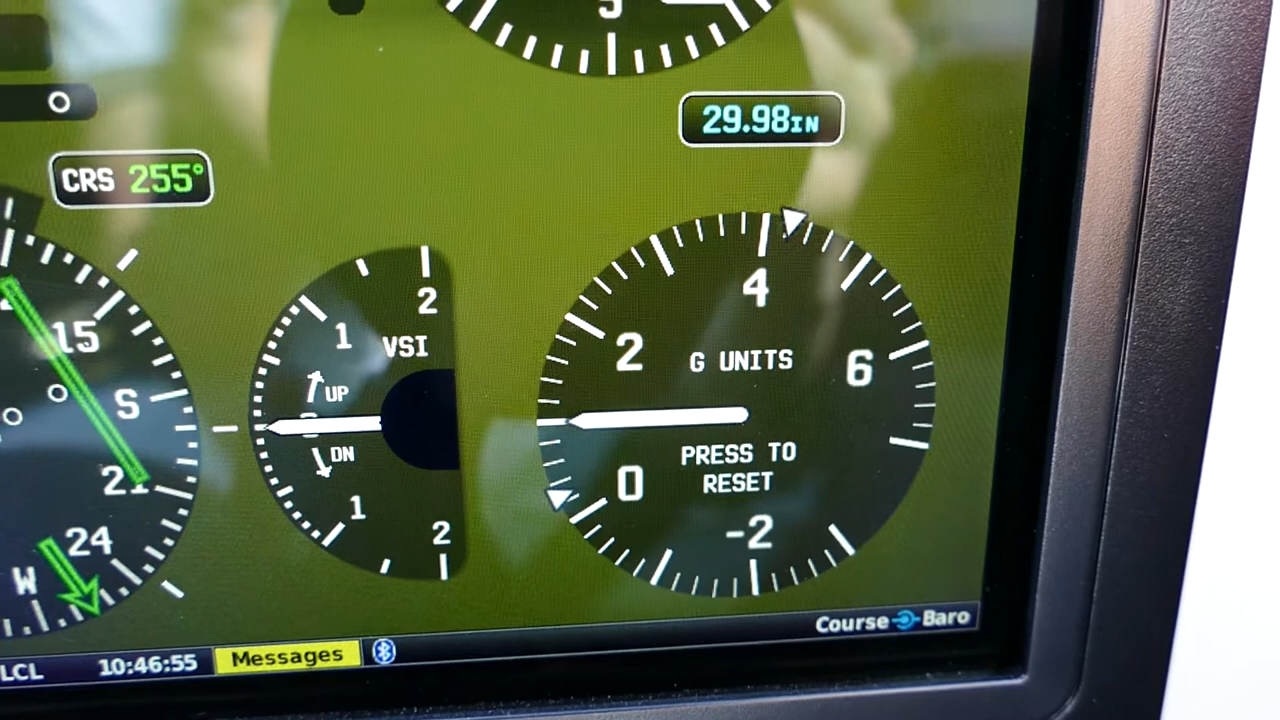 29.98IN
CRS 255°
15
S
21
24
W
2
1
VSI
UP
DN
1
2
4
2
G UNITS
6
PRESS TO
RESET
0
-2
Course Baro
LCL 10:46:55 Messages